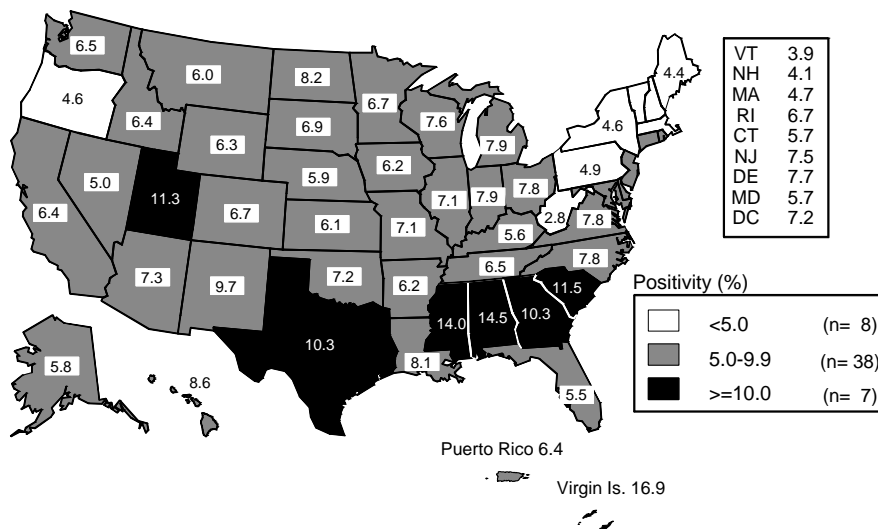 6.5
6.0
8.2
6.7
4.4
4.6
6.4
6.3
6.9
7.6
7.9
4.6
5.0
11.3
6.7
5.9
6.2
7.1
7.9
7.8
4.9
6.4
6.1
7.1
5.6
2.8
7.8
7.3
9.7
7.2
6.2
6.5
7.8
10.3
14.0
14.5
10.3
11.5
8.1
5.5
5.8
8.6
VT 3.9
NH 4.1
MA 4.7
RI 6.7
CT 5.7
NJ 7.5
DE 7.7
MD 5.7
DC 7.2
Positivity (%)
<5.0 (n= 8)
5.0-9.9 (n= 38)
>=10.0 (n= 7)
Puerto Rico 6.4
Virgin Is. 16.9